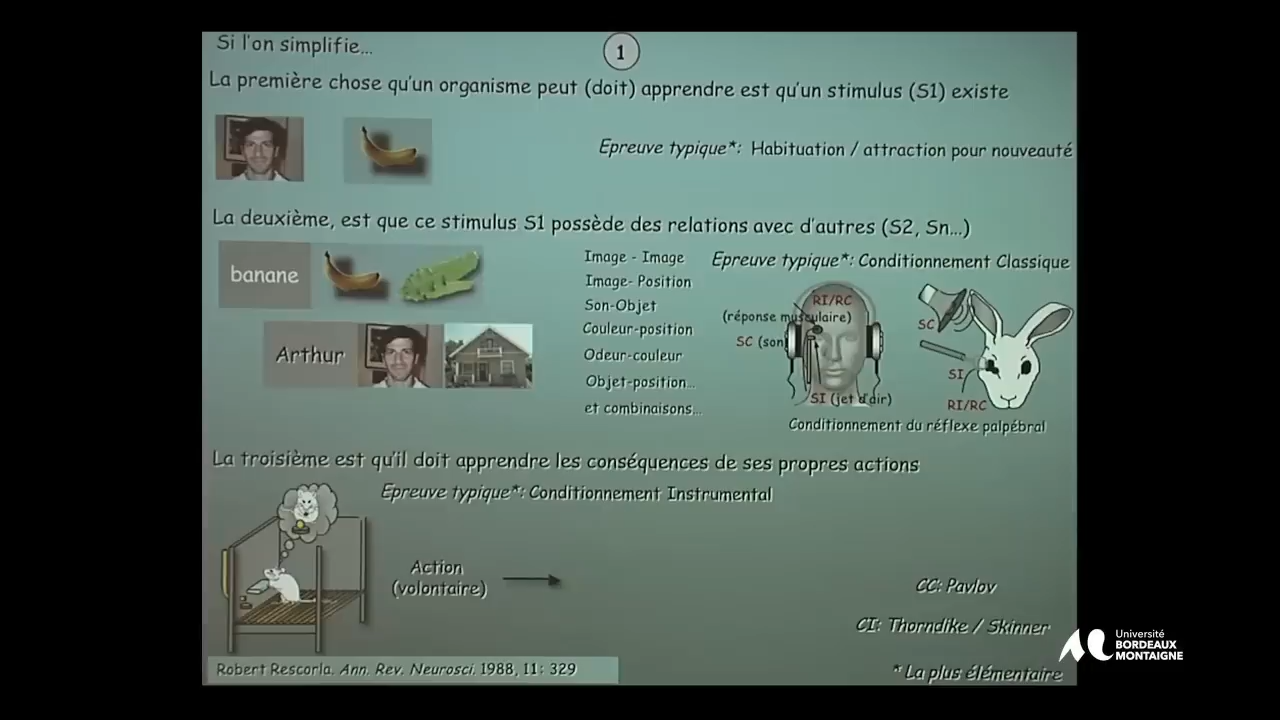 Si l'on simplifie...
1
La première chose qu'un organisme peut (doit) apprendre est qu'un stimulus (S1) existe
Epreuve typique*: Habituation / attraction pour nouveauté
La deuxième, est que ce stimulus S1 possède des relations avec d'autres (S2, Sn...)
banane
Arthur
Image - Image
Image- Position
Son-Objet
Couleur-position
Odeur-couleur
Objet-position...
et combinaisons...
Epreuve typique*: Conditionnement Classique
RI/RC
(réponse musculaire)
SC (son)
SI (jet d'air)
SC
SI
RI/RC
Conditionnement du réflexe palpébral
La troisième est qu'il doit apprendre les conséquences de ses propres actions
Epreuve typique*: Conditionnement Instrumental
Action
(volontaire)
CC: Pavlov
CI: Thorndike / Skinner
Robert Rescorla. Ann. Rev. Neurosci. 1988, 11: 329
* La plus élémentaire
Université
BORDEAUX
MONTAIGNE